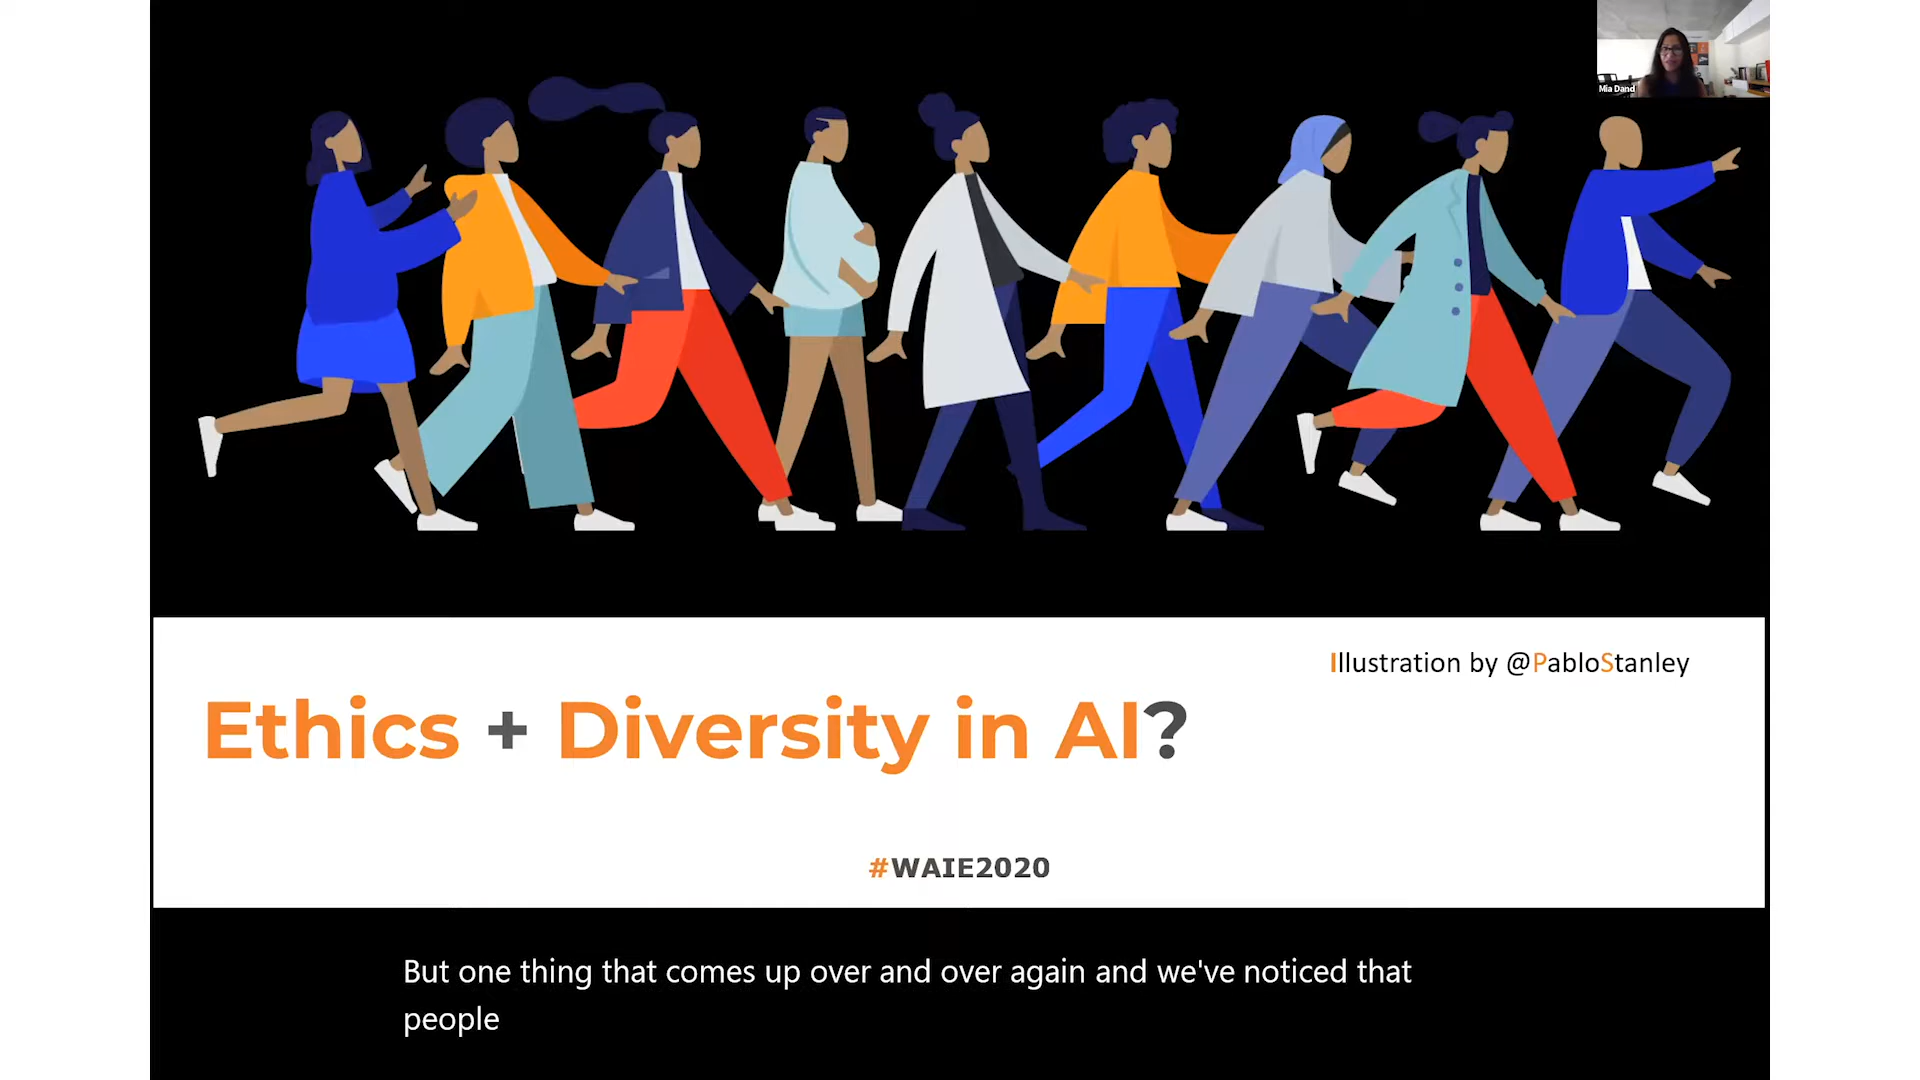 Mia Dand
Illustration by @PabloStanley
Ethics + Diversity in AI?
#WAIE2020
But one thing that comes up over and over again and we've noticed that
people